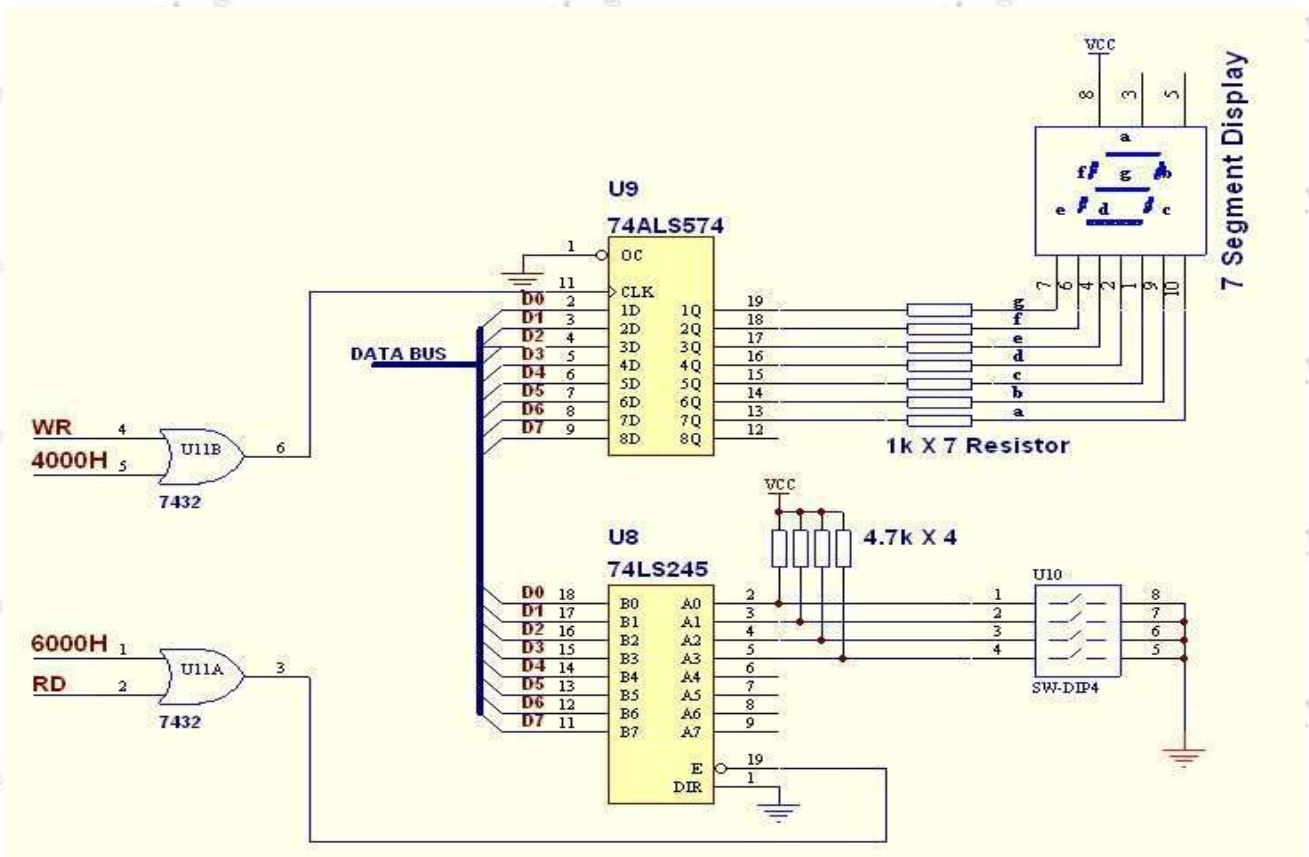 VCC
8
3
5
7 Segment Display
a
f
g
b
e
d
c
7
6
4
2
1
9
10
U9
74ALS574
1
OC
11
CLK
D0
2
1D
1Q
19
g
D1
3
2D
2Q
18
f
D2
4
3D
3Q
17
e
D3
5
4D
4Q
16
d
D4
6
5D
5Q
15
c
D5
7
6D
6Q
14
b
D6
8
7D
7Q
13
a
D7
9
8D
8Q
12
DATA BUS
1k X 7 Resistor
WR
4
4000H
5
U11B
6
7432
VCC
4.7k X 4
U8
74LS245
D0
18
B0
A0
2
D1
17
B1
A1
3
D2
16
B2
A2
4
D3
15
B3
A3
5
D4
14
B4
A4
6
D5
13
B5
A5
7
D6
12
B6
A6
8
D7
11
B7
A7
9
E
19
DIR
1
U10
1
8
2
7
3
6
4
5
SW-DIP4
6000H
1
RD
2
U11A
3
7432